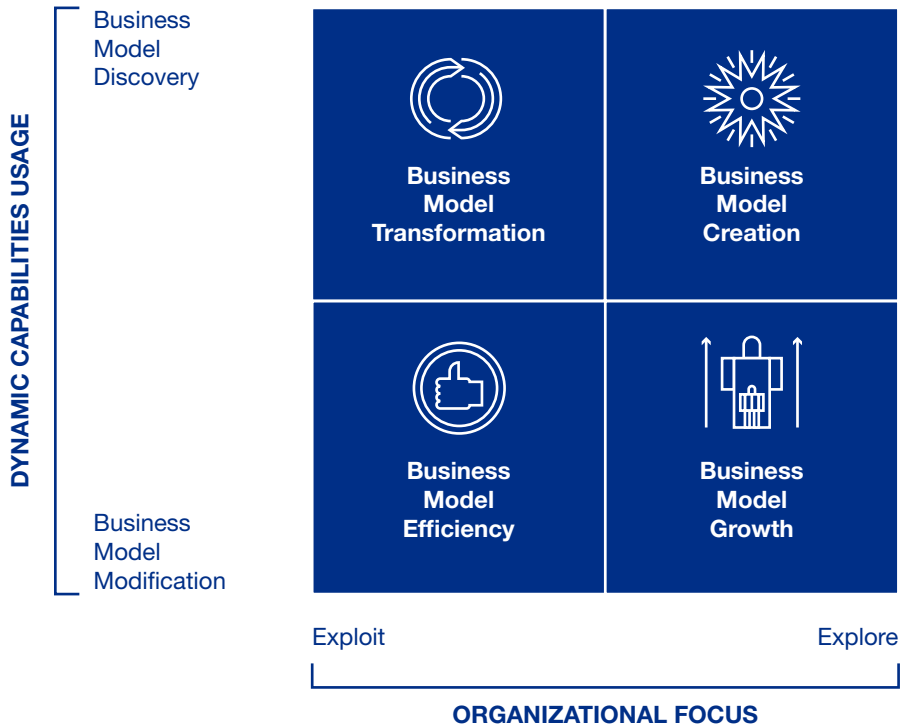 DYNAMIC CAPABILITIES USAGE
Business
Model
Discovery
Business
Model
Modification
Business
Model
Transformation
Business
Model
Creation
Business
Model
Efficiency
Business
Model
Growth
Exploit
Explore
ORGANIZATIONAL FOCUS